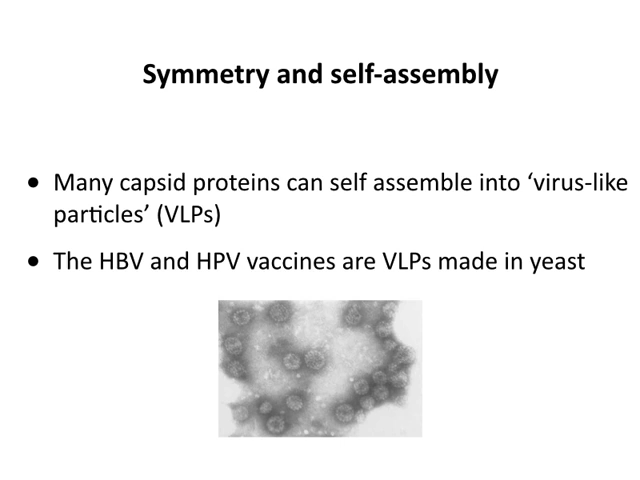 Symmetry and self-assembly
• Many capsid proteins can self assemble into ‘virus-like
particles’ (VLPs)
• The HBV and HPV vaccines are VLPs made in yeast